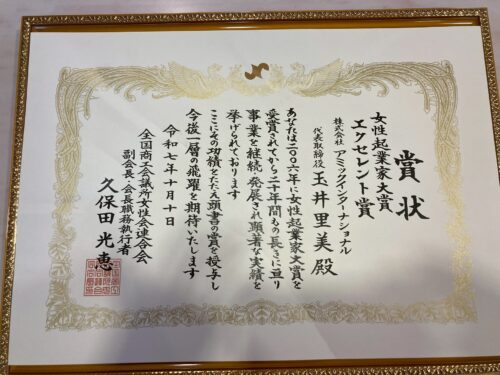 賞状
女性起業家大賞
エクセレント賞
株式会社 アミックインターナショナル
代表取締役 玉井里美殿
あなたは二〇〇六年に女性起業家大賞を
受賞されてから二十年間もの長きに亘り
事業を継続・発展され顕著な実績を
挙げられております
ここにその功績をたたえ頭書の賞を授与し
今後一層の飛躍を期待いたします
令和七年十月十日
全国商工会議所女性会連合会
副会長・会長職務執行者
久保田光恵